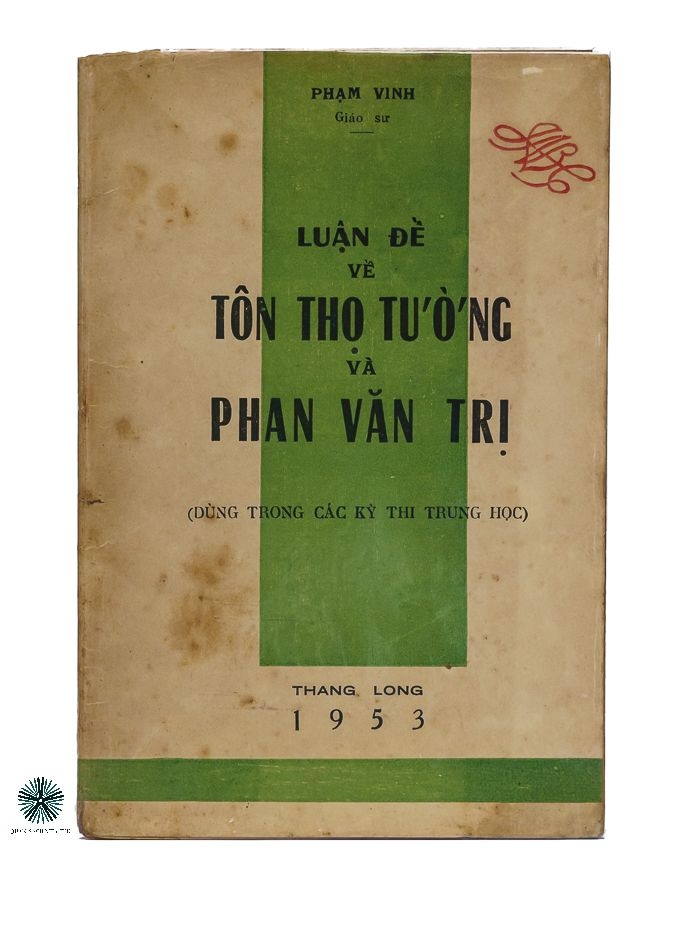 PHẠM VINH
Giáo sư
LUẬN ĐỀ
VỀ
TÔN THỌ TƯỜNG
VÀ
PHAN VĂN TRỊ
(DÙNG TRONG CÁC KỲ THI TRUNG HỌC)
THANG LONG
1953